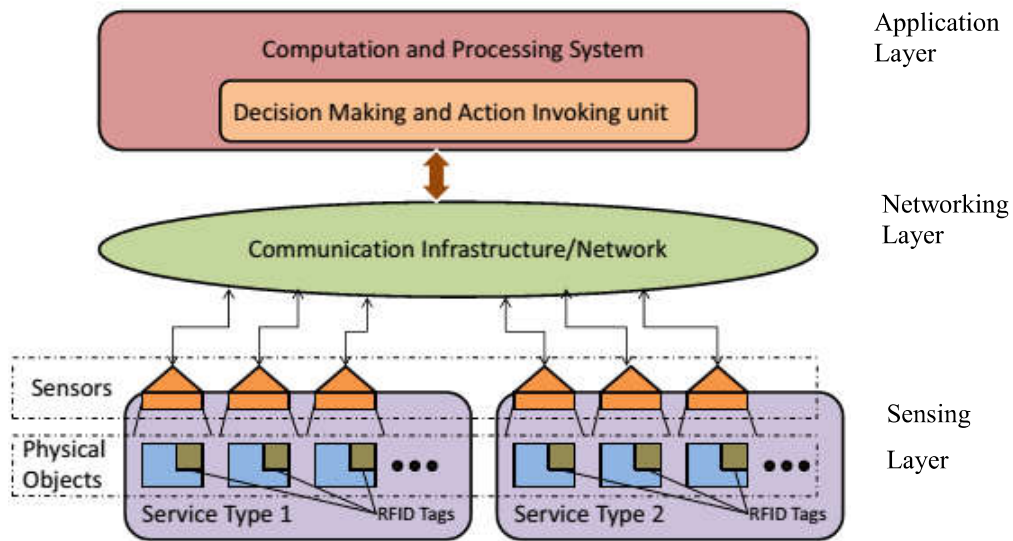 Application
Layer
Computation and Processing System
Decision Making and Action Invoking unit
Networking
Layer
Communication Infrastructure/Network
Sensors
Sensing
Layer
Physical
Objects
Service Type 1
RFID Tags
Service Type 2
RFID Tags